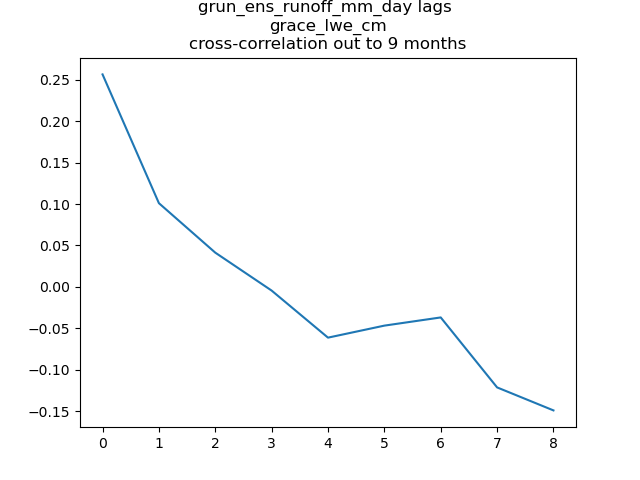 grun_ens_runoff_mm_day lags
grace_lwe_cm
cross-correlation out to 9 months
0.25
0.20
0.15
0.10
0.05
0.00
−0.05
−0.10
−0.15
0 1 2 3 4 5 6 7 8